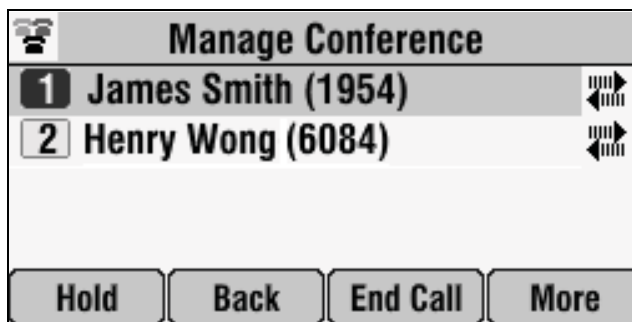 Manage Conference
1 James Smith (1954)
2 Henry Wong (6084)
Hold Back End Call More